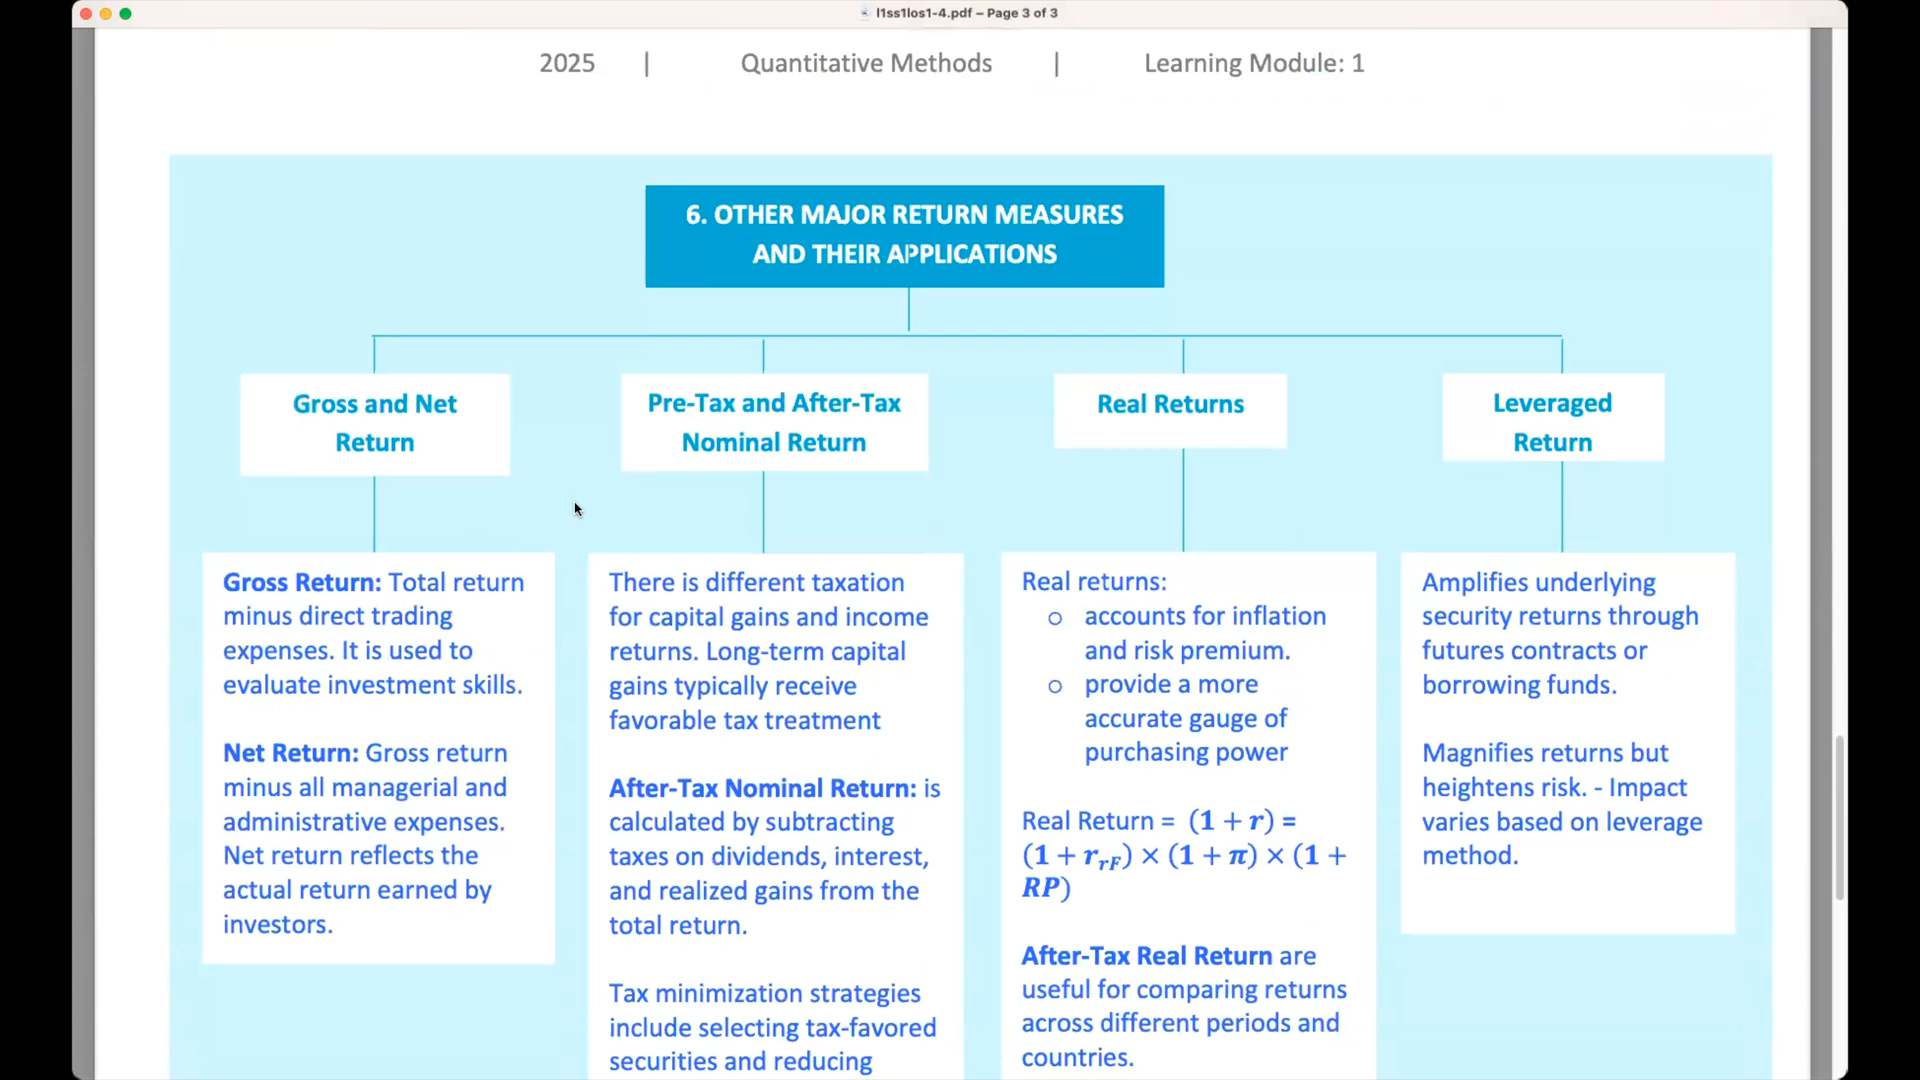 l1ss1los1-4.pdf – Page 3 of 3
2025 | Quantitative Methods | Learning Module: 1
6. OTHER MAJOR RETURN MEASURES
AND THEIR APPLICATIONS
Gross and Net
Return
Gross Return: Total return
minus direct trading
expenses. It is used to
evaluate investment skills.
Net Return: Gross return
minus all managerial and
administrative expenses.
Net return reflects the
actual return earned by
investors.
Pre-Tax and After-Tax
Nominal Return
There is different taxation
for capital gains and income
returns. Long-term capital
gains typically receive
favorable tax treatment
After-Tax Nominal Return: is
calculated by subtracting
taxes on dividends, interest,
and realized gains from the
total return.
Tax minimization strategies
include selecting tax-favored
securities and reducing
Real Returns
Real returns:
○ accounts for inflation
and risk premium.
○ provide a more
accurate gauge of
purchasing power
Real Return = (1 + r) =
(1 + r_rF) × (1 + π) × (1 +
RP)
After-Tax Real Return are
useful for comparing returns
across different periods and
countries.
Leveraged
Return
Amplifies underlying
security returns through
futures contracts or
borrowing funds.
Magnifies returns but
heightens risk. - Impact
varies based on leverage
method.